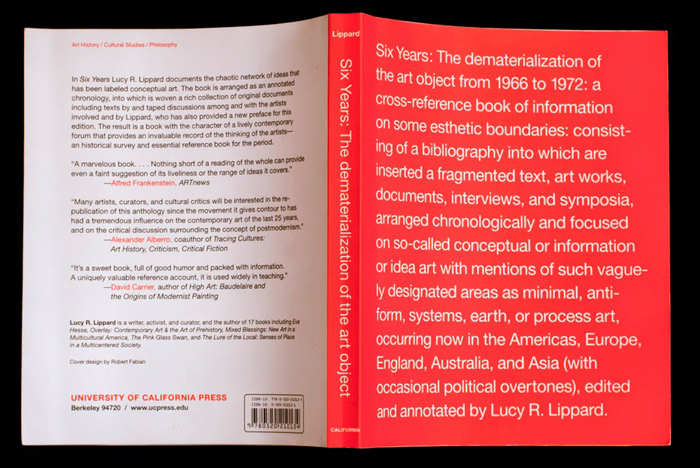 Art History / Cultural Studies / Philosophy
In Six Years Lucy R. Lippard documents the chaotic network of ideas that
has been labeled conceptual art. The book is arranged as an annotated
chronology, into which is woven a rich collection of original documents
including texts by and taped discussions among and with the artists
involved and by Lippard, who has also provided a new preface for this
edition. The result is a book with the character of a lively contemporary
forum that provides an invaluable record of the thinking of the artists—
an historical survey and essential reference book for the period.
"A marvelous book. . . . Nothing short of a reading of the whole can provide
even a faint suggestion of its liveliness or the range of ideas it covers."
—Alfred Frankenstein, ARTnews
"Many artists, curators, and cultural critics will be interested in the re-
publication of this anthology since the movement it gives contour to has
had a tremendous influence on the contemporary art of the last 25 years,
and on the critical discussion surrounding the concept of postmodernism."
—Alexander Alberro, coauthor of Tracing Cultures:
Art History, Criticism, Critical Fiction
"It's a sweet book, full of good humor and packed with information.
A uniquely valuable reference account, it is used widely in teaching."
—David Carrier, author of High Art: Baudelaire and
the Origins of Modernist Painting
Lucy R. Lippard is a writer, activist, and curator, and the author of 17 books including Eva
Hesse, Overlay: Contemporary Art & the Art of Prehistory, Mixed Blessings: New Art in a
Multicultural America, The Pink Glass Swan, and The Lure of the Local: Senses of Place
in a Multicentered Society.
Cover design by Robert Fabian
UNIVERSITY OF CALIFORNIA PRESS
Berkeley 94720 / www.ucpress.edu
Lippard
Six Years: The dematerialization of the art object
CALIFORNIA
Six Years: The dematerialization of
the art object from 1966 to 1972: a
cross-reference book of information
on some esthetic boundaries: consist-
ing of a bibliography into which are
inserted a fragmented text, art works,
documents, interviews, and symposia,
arranged chronologically and focused
on so-called conceptual or information
or idea art with mentions of such vague-
ly designated areas as minimal, anti-
form, systems, earth, or process art,
occurring now in the Americas, Europe,
England, Australia, and Asia (with
occasional political overtones), edited
and annotated by Lucy R. Lippard.